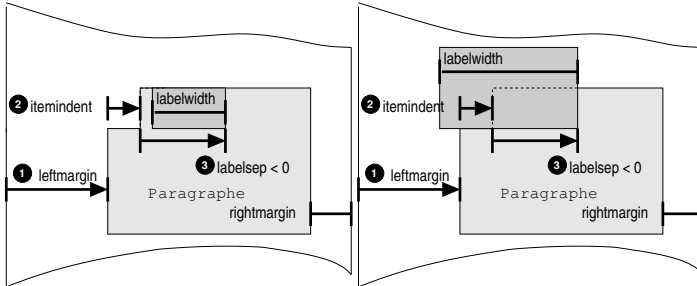 labelwidth
2 itemindent
3 labelsep < 0
1 leftmargin
Paragraphe
rightmargin
labelwidth
2 itemindent
3 labelsep < 0
1 leftmargin
Paragraphe
rightmargin